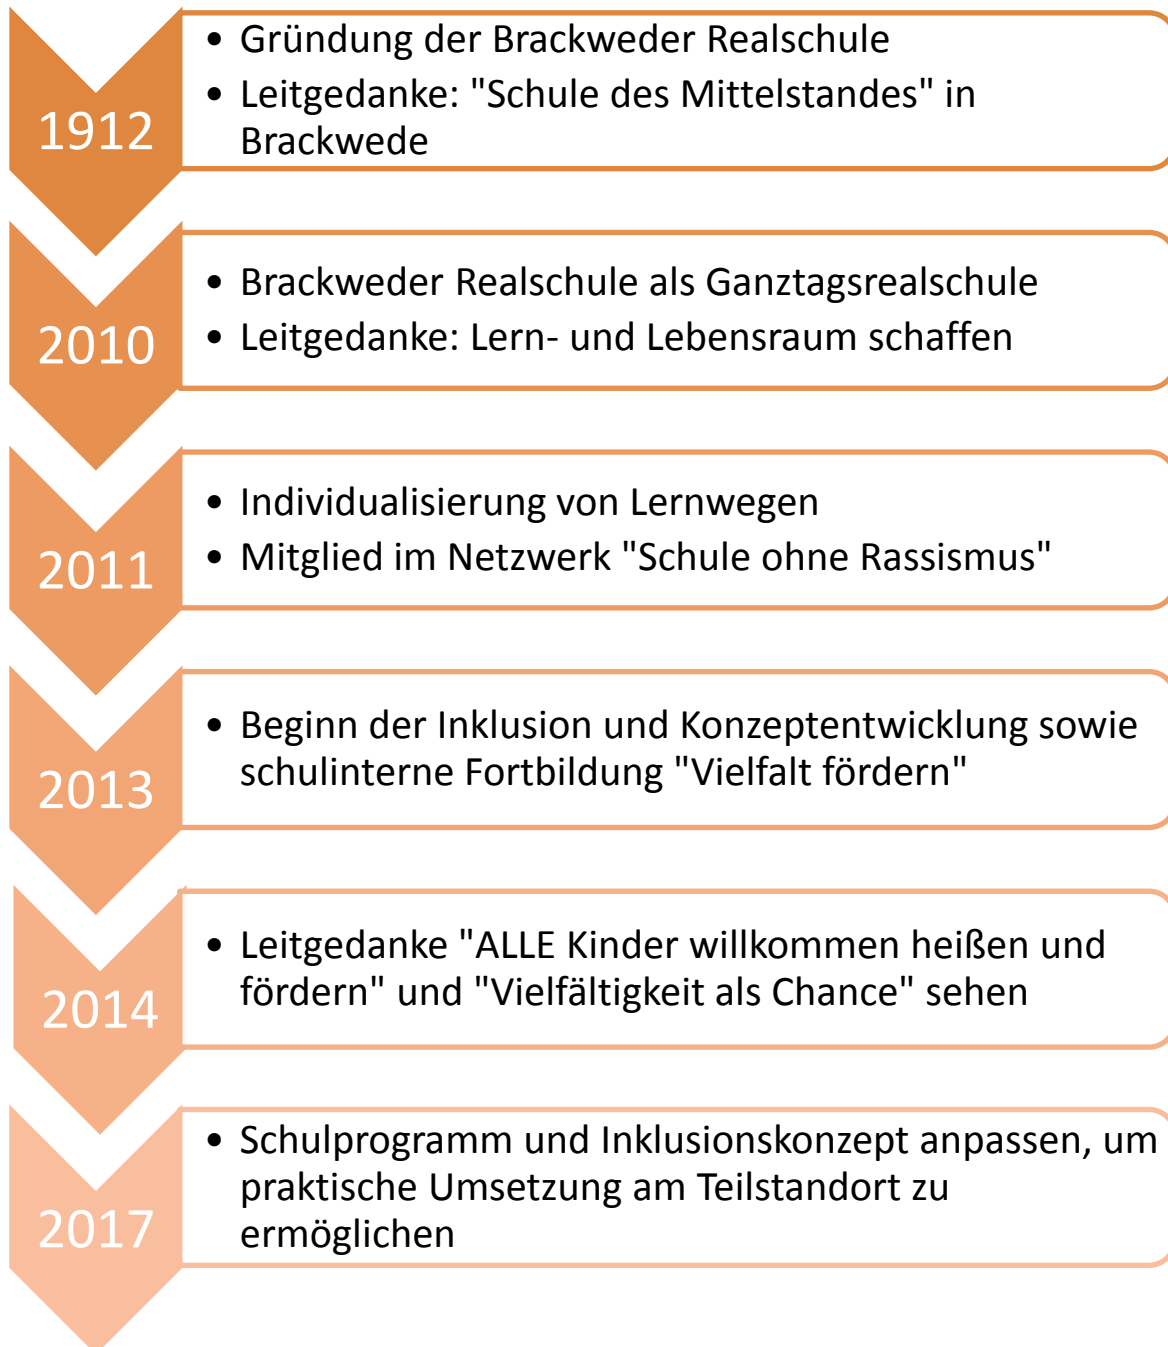 1912
• Gründung der Brackweder Realschule
• Leitgedanke: "Schule des Mittelstandes" in
Brackwede
2010
• Brackweder Realschule als Ganztagsrealschule
• Leitgedanke: Lern- und Lebensraum schaffen
2011
• Individualisierung von Lernwegen
• Mitglied im Netzwerk "Schule ohne Rassismus"
2013
• Beginn der Inklusion und Konzeptentwicklung sowie
schulinterne Fortbildung "Vielfalt fördern"
2014
• Leitgedanke "ALLE Kinder willkommen heißen und
fördern" und "Vielfältigkeit als Chance" sehen
2017
• Schulprogramm und Inklusionskonzept anpassen, um
praktische Umsetzung am Teilstandort zu
ermöglichen